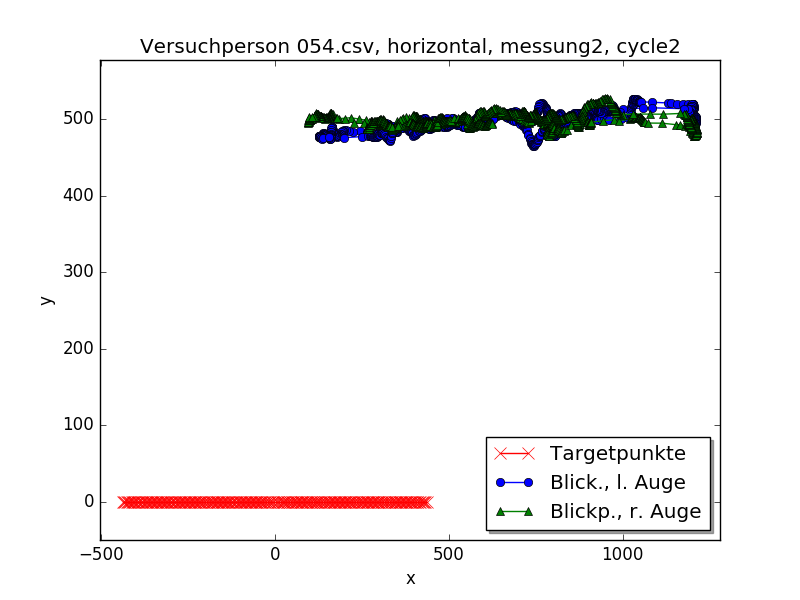 Versuchperson 054.csv, horizontal, messung2, cycle2
500
400
300
200
100
0
y
−500
0
500
1000
x
Targetpunkte
Blick., l. Auge
Blickp., r. Auge